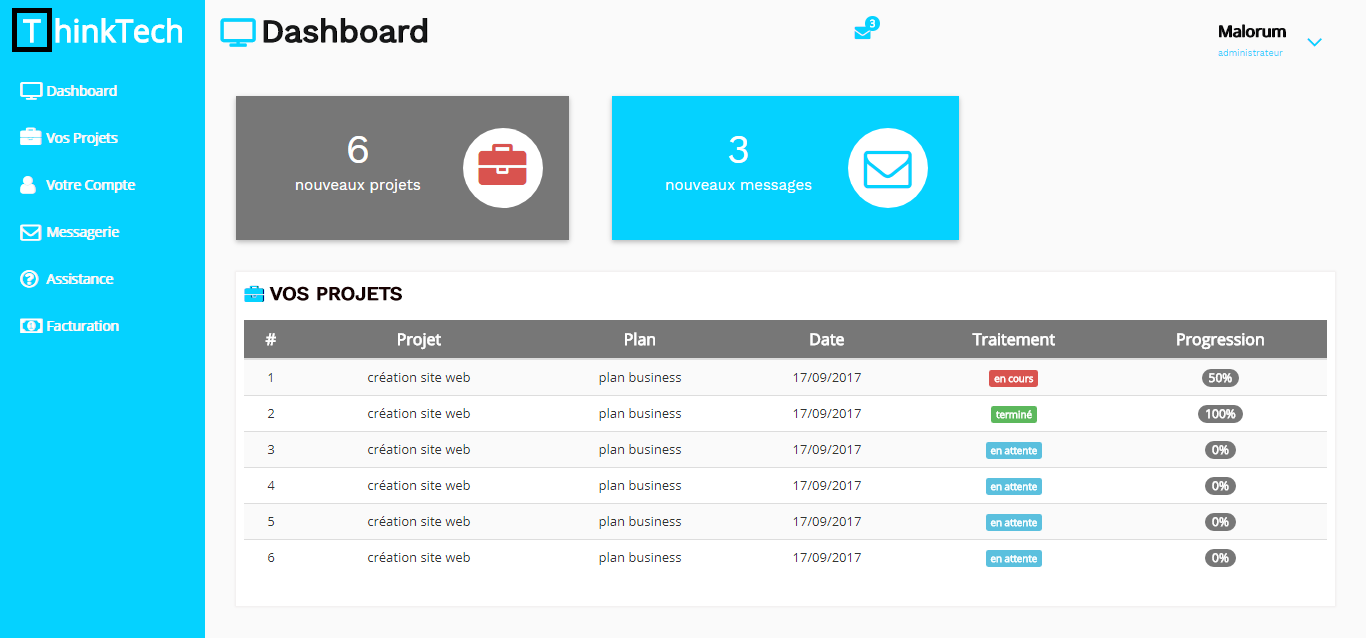 ThinkTech
Dashboard
Vos Projets
Votre Compte
Messagerie
Assistance
Facturation
Dashboard
3
Malorum
administrateur
6
nouveaux projets
3
nouveaux messages
VOS PROJETS
# Projet Plan Date Traitement Progression
1 création site web plan business 17/09/2017 en cours 50%
2 création site web plan business 17/09/2017 terminé 100%
3 création site web plan business 17/09/2017 en attente 0%
4 création site web plan business 17/09/2017 en attente 0%
5 création site web plan business 17/09/2017 en attente 0%
6 création site web plan business 17/09/2017 en attente 0%